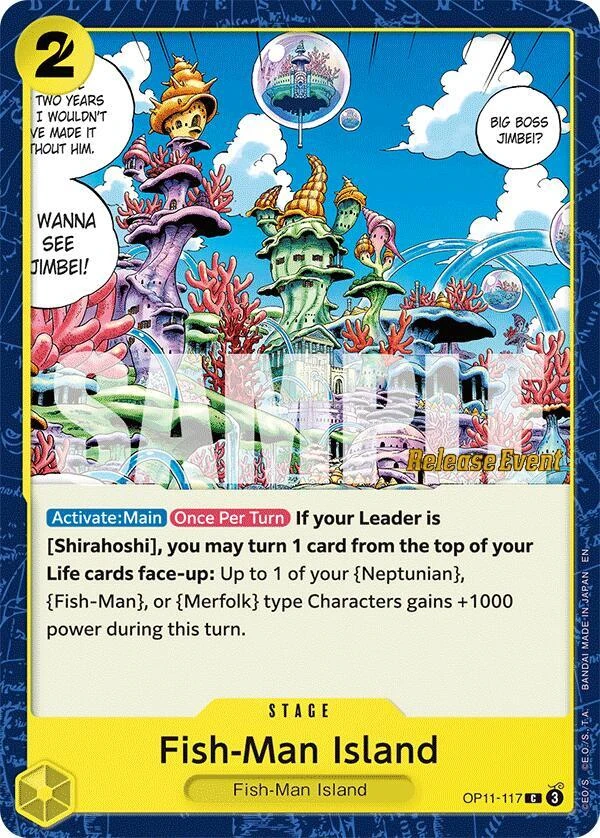 2
TWO YEARS
I WOULDN'T
VE MADE IT
THOUT HIM.
WANNA
SEE
JIMBEI!
BIG BOSS
JIMBEI?
SAMPLE
Release Event
Activate:Main Once Per Turn If your Leader is
[Shirahoshi], you may turn 1 card from the top of your
Life cards face-up: Up to 1 of your {Neptunian},
{Fish-Man}, or {Merfolk} type Characters gains +1000
power during this turn.
STAGE
Fish-Man Island
Fish-Man Island
OP11-117 C 3
©E.O./S. ©E.O./S.,T.A. BANDAI MADE IN JAPAN EN